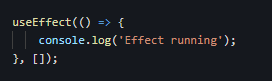 useEffect(() => {
    console.log('Effect running');
}, []);